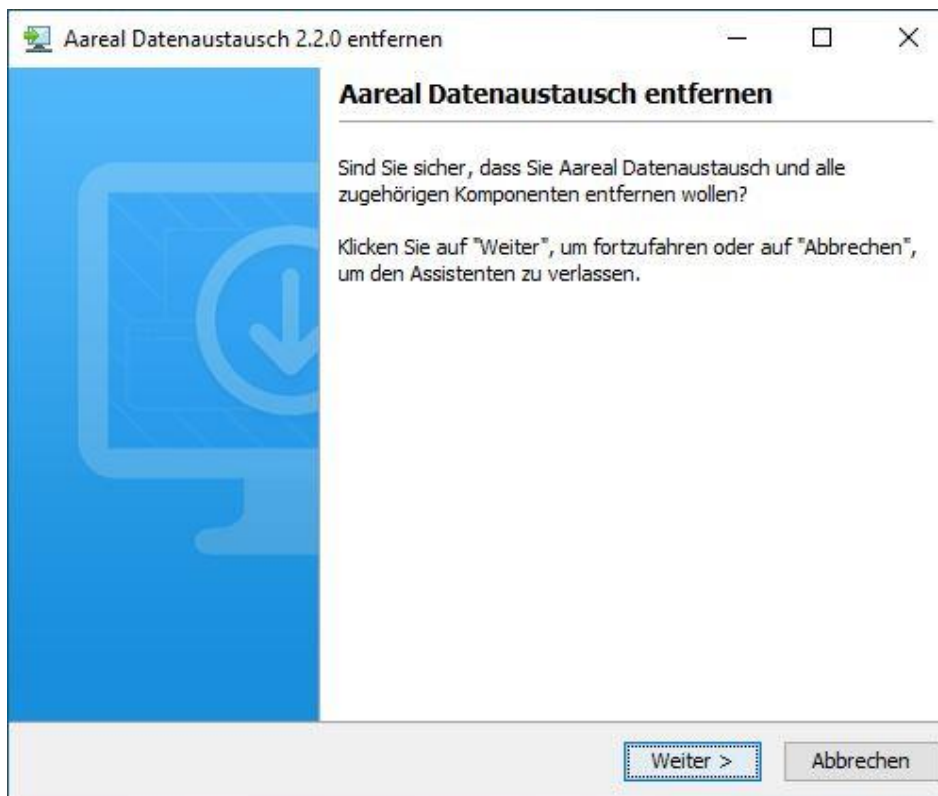 Aareal Datenaustausch 2.2.0 entfernen
Aareal Datenaustausch entfernen
Sind Sie sicher, dass Sie Aareal Datenaustausch und alle
zugehörigen Komponenten entfernen wollen?
Klicken Sie auf "Weiter", um fortzufahren oder auf "Abbrechen",
um den Assistenten zu verlassen.
Weiter >
Abbrechen